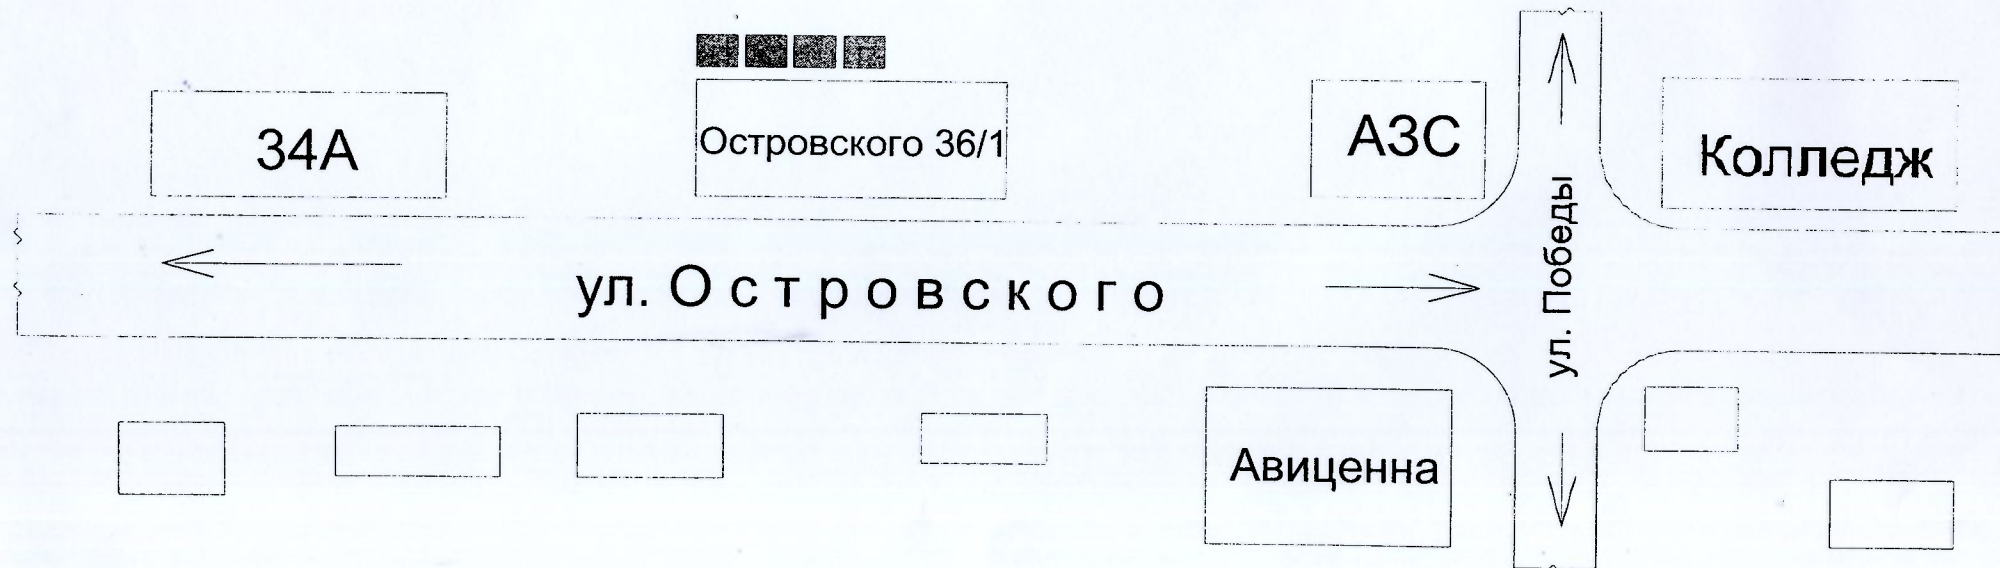 34А
Островского 36/1
АЗС
Колледж
ул. Островского
ул. Победы
Авиценна